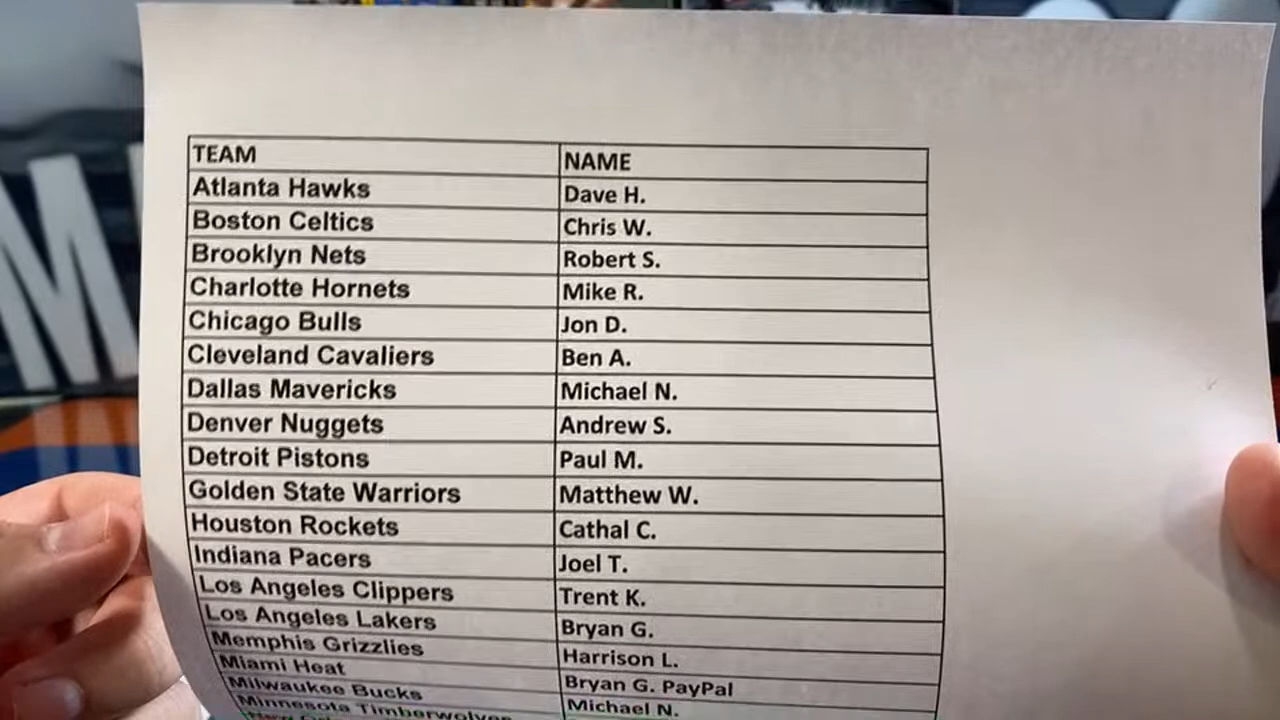 TEAM NAME
Atlanta Hawks Dave H.
Boston Celtics Chris W.
Brooklyn Nets Robert S.
Charlotte Hornets Mike R.
Chicago Bulls Jon D.
Cleveland Cavaliers Ben A.
Dallas Mavericks Michael N.
Denver Nuggets Andrew S.
Detroit Pistons Paul M.
Golden State Warriors Matthew W.
Houston Rockets Cathal C.
Indiana Pacers Joel T.
Los Angeles Clippers Trent K.
Los Angeles Lakers Bryan G.
Memphis Grizzlies Harrison L.
Miami Heat Bryan G. PayPal
Milwaukee Bucks Michael N.
Minnesota Timberwolves